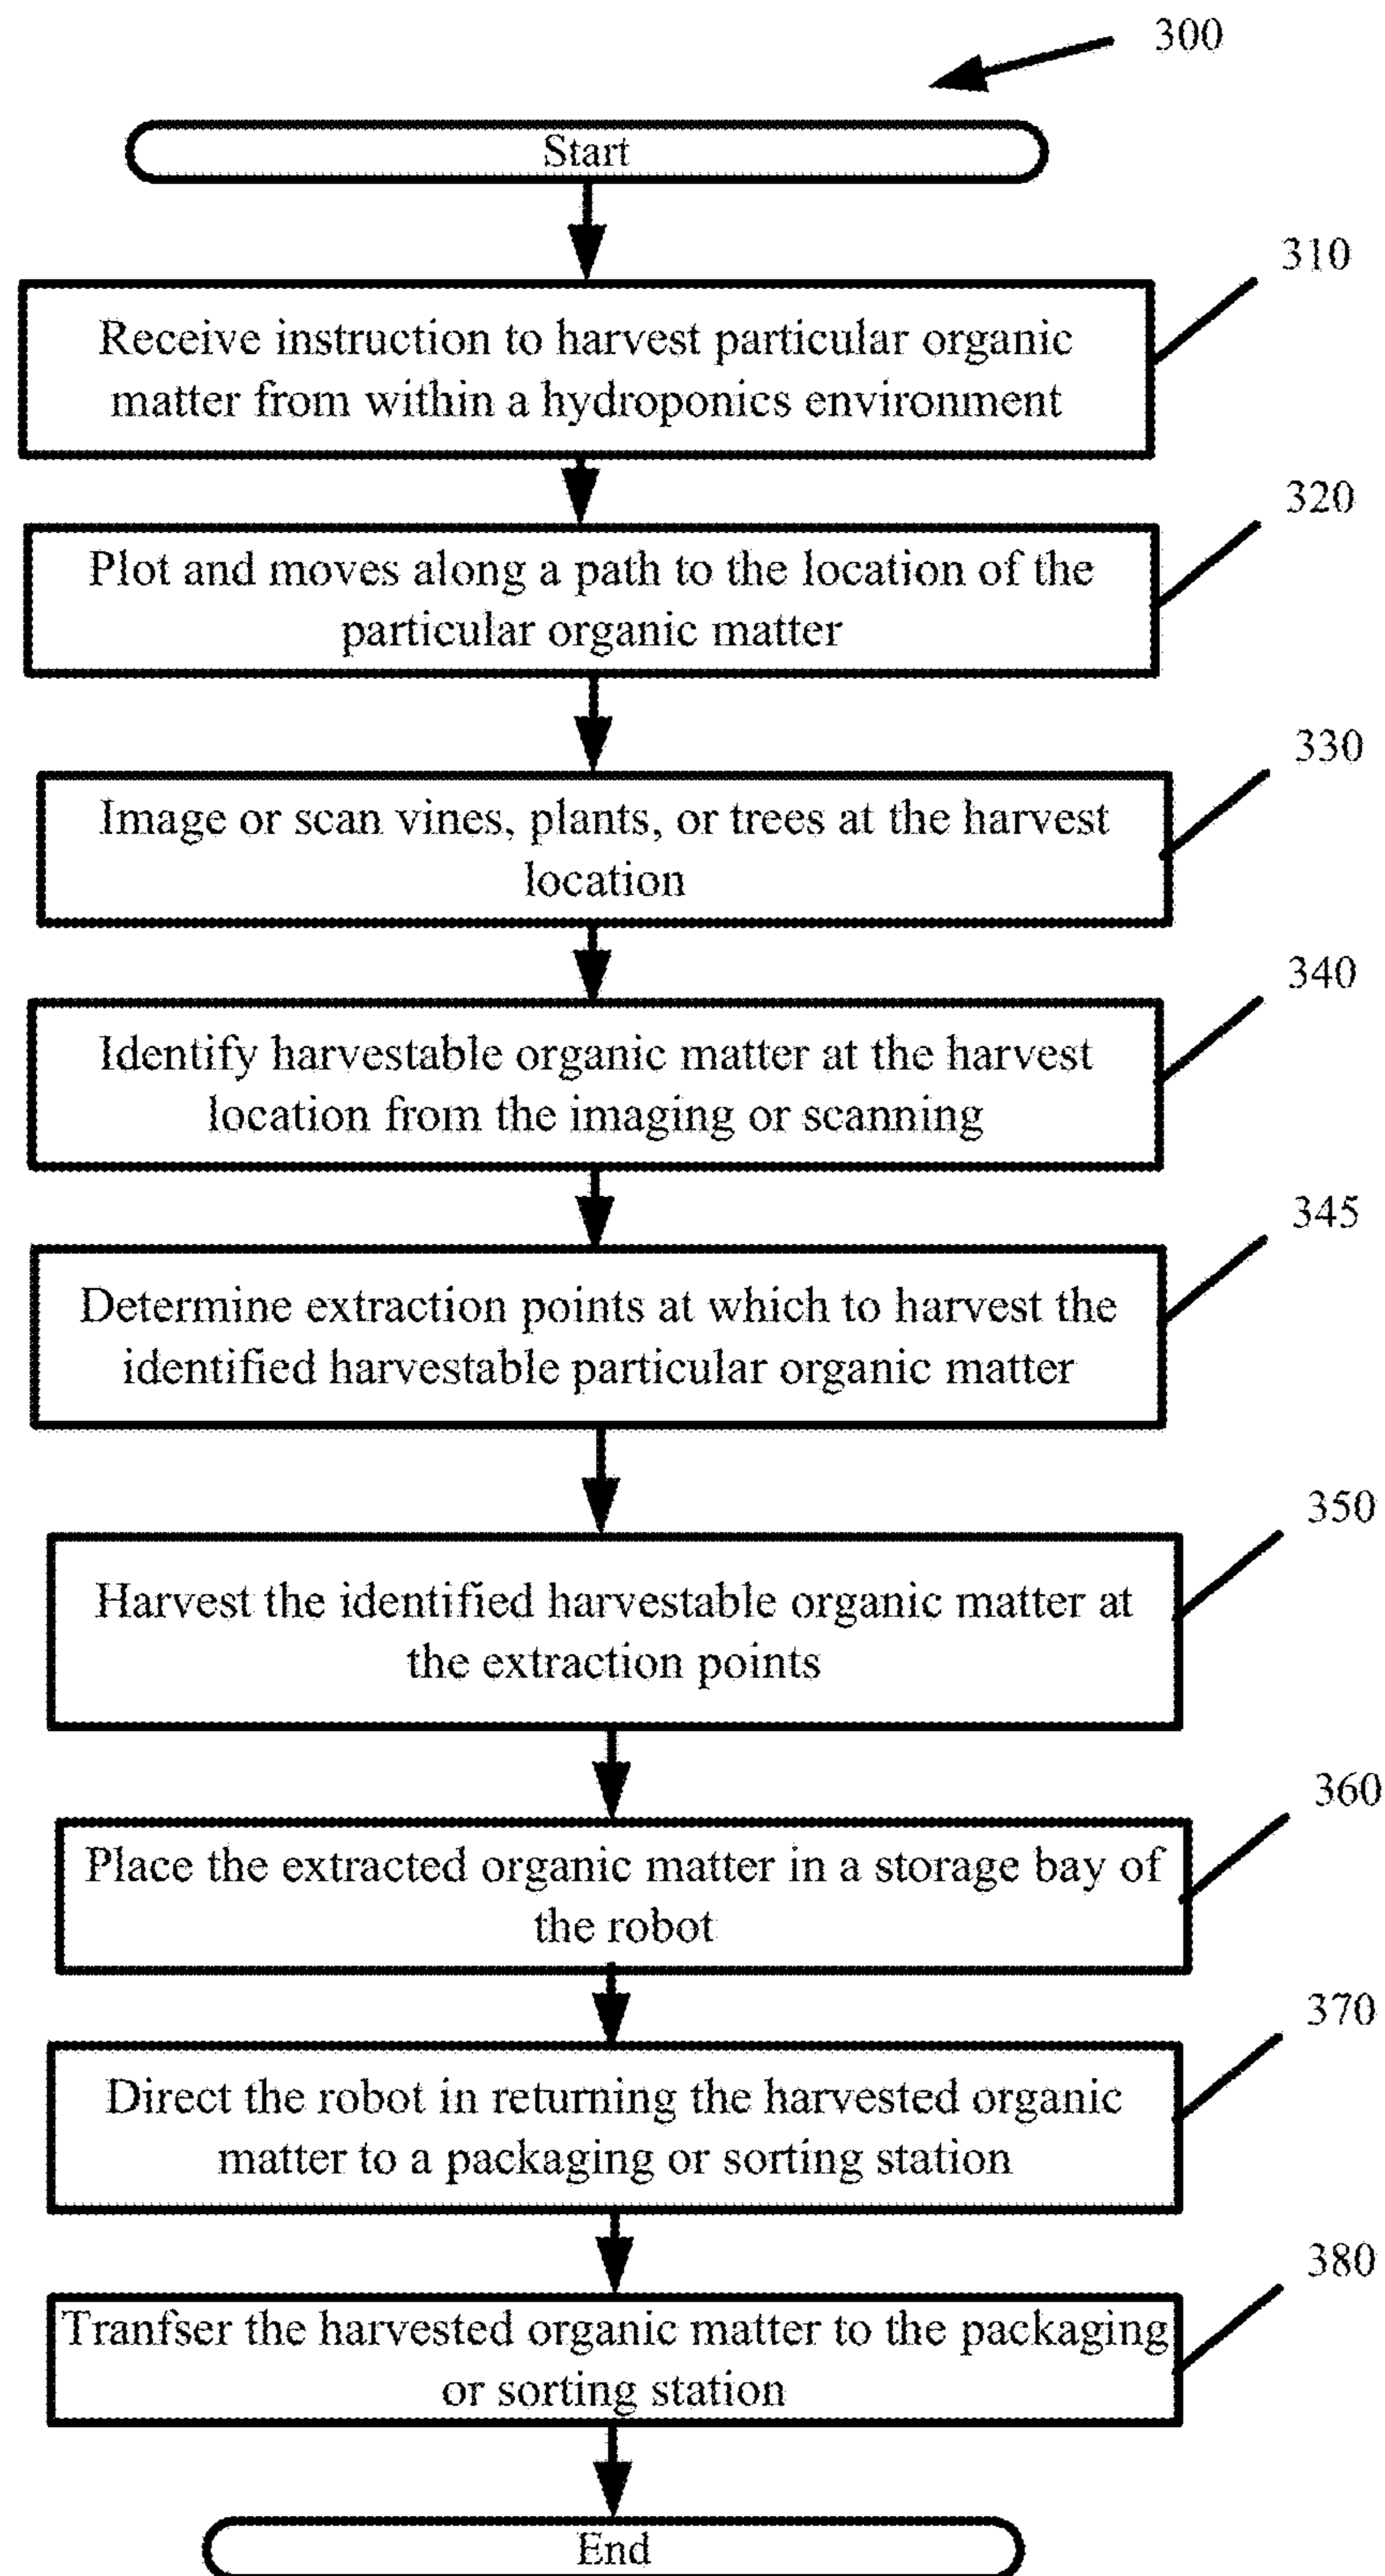 300
Start
310
Receive instruction to harvest particular organic
matter from within a hydroponics environment
320
Plot and moves along a path to the location of the
particular organic matter
330
Image or scan vines, plants, or trees at the harvest
location
340
Identify harvestable organic matter at the harvest
location from the imaging or scanning
345
Determine extraction points at which to harvest the
identified harvestable particular organic matter
350
Harvest the identified harvestable organic matter at
the extraction points
360
Place the extracted organic matter in a storage bay of
the robot
370
Direct the robot in returning the harvested organic
matter to a packaging or sorting station
380
Tranfser the harvested organic matter to the packaging
or sorting station
End